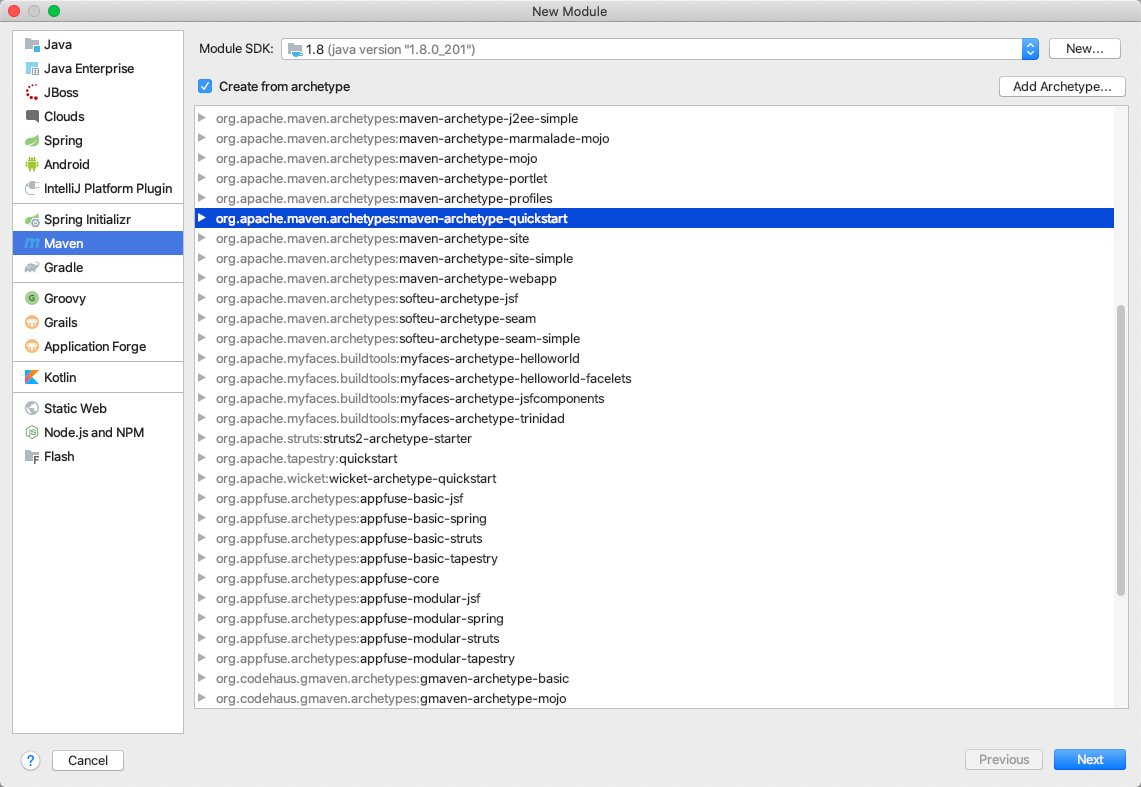 New Module
Java
Java Enterprise
JBoss
Clouds
Spring
Android
IntelliJ Platform Plugin
Spring Initializr
Maven
Gradle
Groovy
Grails
Application Forge
Kotlin
Static Web
Node.js and NPM
Flash
Module SDK: 1.8 (java version "1.8.0_201") New...
Create from archetype Add Archetype...
org.apache.maven.archetypes:maven-archetype-j2ee-simple
org.apache.maven.archetypes:maven-archetype-marmalade-mojo
org.apache.maven.archetypes:maven-archetype-mojo
org.apache.maven.archetypes:maven-archetype-portlet
org.apache.maven.archetypes:maven-archetype-profiles
org.apache.maven.archetypes:maven-archetype-quickstart
org.apache.maven.archetypes:maven-archetype-site
org.apache.maven.archetypes:maven-archetype-site-simple
org.apache.maven.archetypes:maven-archetype-webapp
org.apache.maven.archetypes:softeu-archetype-jsf
org.apache.maven.archetypes:softeu-archetype-seam
org.apache.maven.archetypes:softeu-archetype-seam-simple
org.apache.myfaces.buildtools:myfaces-archetype-helloworld
org.apache.myfaces.buildtools:myfaces-archetype-helloworld-facelets
org.apache.myfaces.buildtools:myfaces-archetype-jsfcomponents
org.apache.myfaces.buildtools:myfaces-archetype-trinidad
org.apache.struts:struts2-archetype-starter
org.apache.tapestry:quickstart
org.apache.wicket:wicket-archetype-quickstart
org.appfuse.archetypes:appfuse-basic-jsf
org.appfuse.archetypes:appfuse-basic-spring
org.appfuse.archetypes:appfuse-basic-struts
org.appfuse.archetypes:appfuse-basic-tapestry
org.appfuse.archetypes:appfuse-core
org.appfuse.archetypes:appfuse-modular-jsf
org.appfuse.archetypes:appfuse-modular-spring
org.appfuse.archetypes:appfuse-modular-struts
org.appfuse.archetypes:appfuse-modular-tapestry
org.codehaus.gmaven.archetypes:gmaven-archetype-basic
org.codehaus.gmaven.archetypes:gmaven-archetype-mojo
? Cancel Previous Next